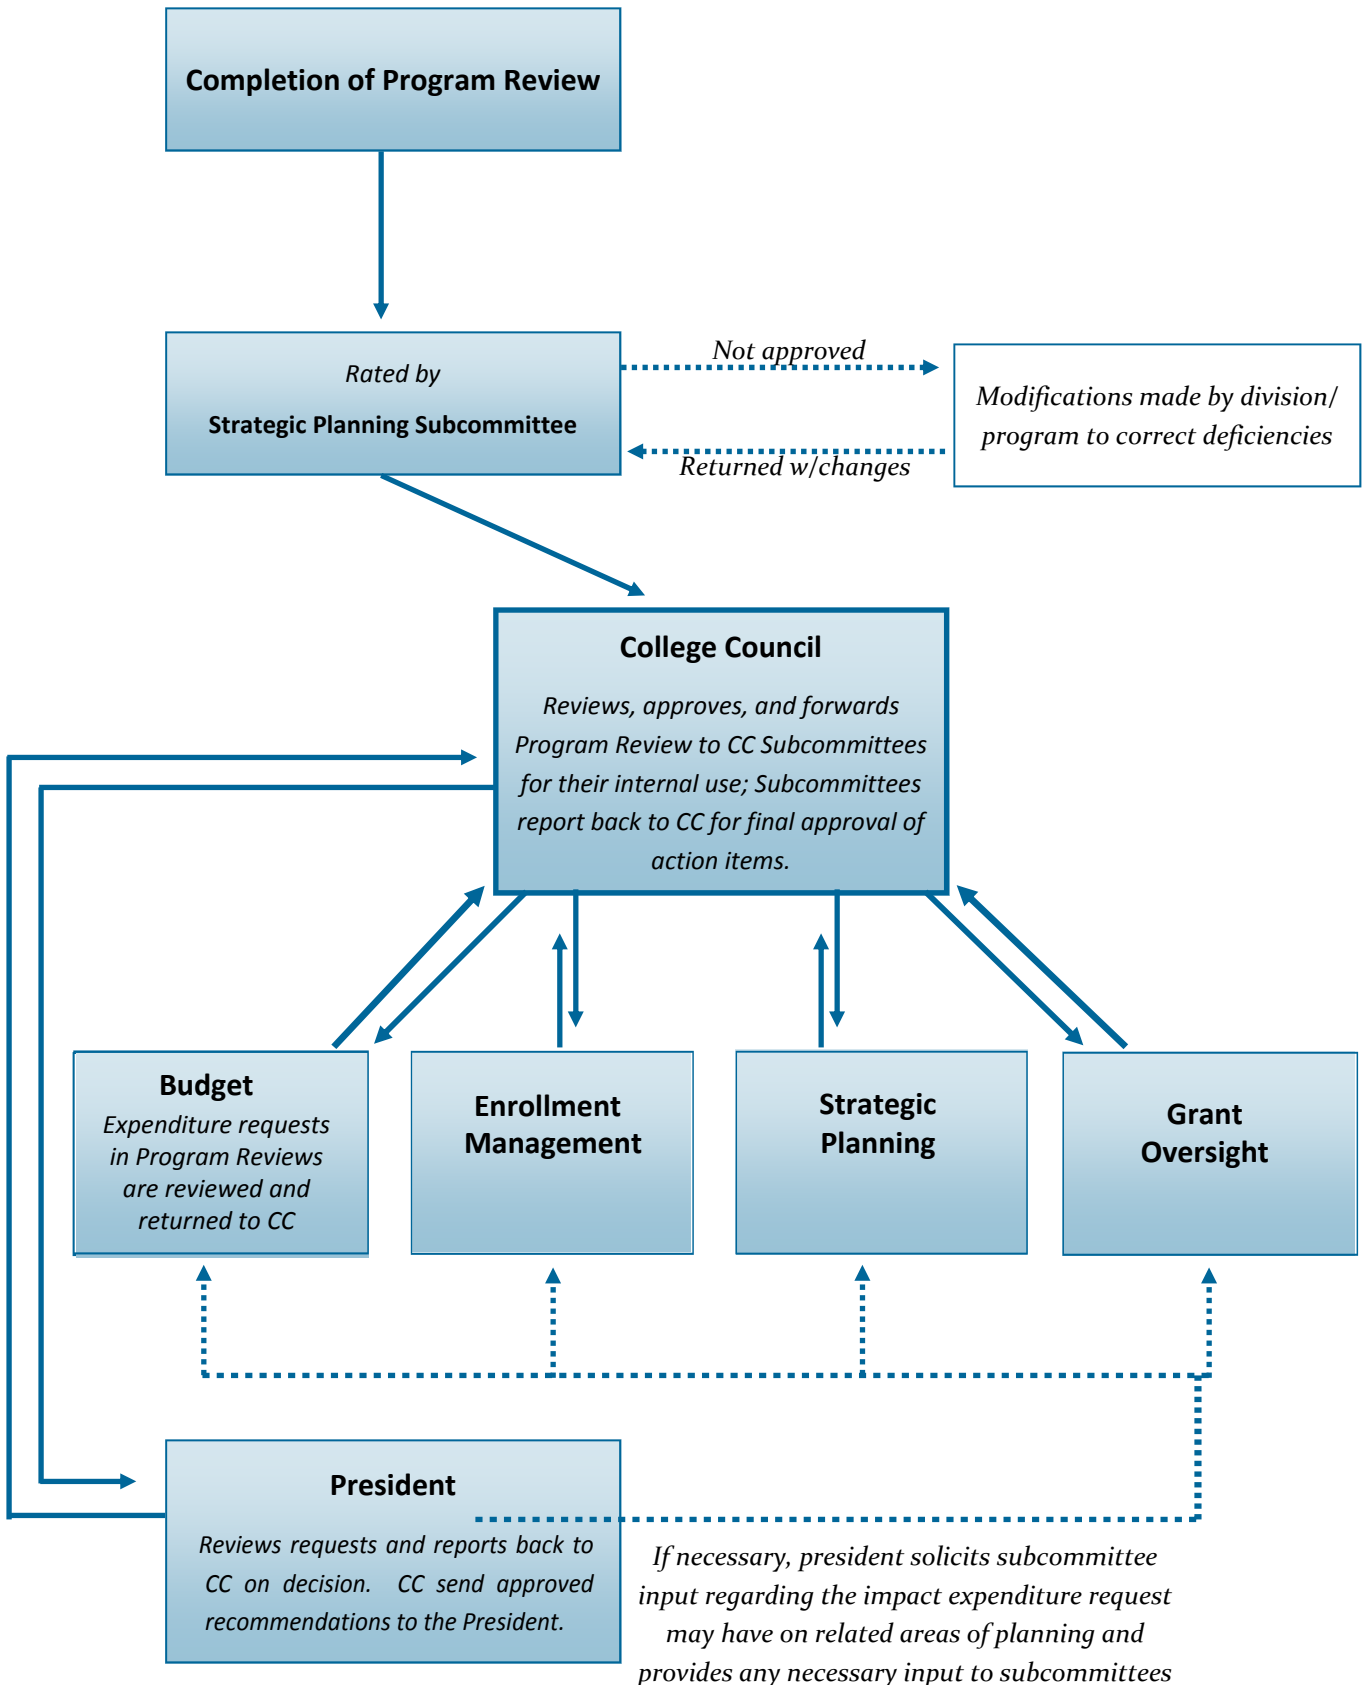 Completion of Program Review
Rated by
Strategic Planning Subcommittee
Not approved
Returned w/changes
Modifications made by division/
program to correct deficiencies
College Council
Reviews, approves, and forwards
Program Review to CC Subcommittees
for their internal use; Subcommittees
report back to CC for final approval of
action items.
Budget
Expenditure requests
in Program Reviews
are reviewed and
returned to CC
Enrollment
Management
Strategic
Planning
Grant
Oversight
President
Reviews requests and reports back to
CC on decision. CC send approved
recommendations to the President.
If necessary, president solicits subcommittee
input regarding the impact expenditure request
may have on related areas of planning and
provides any necessary input to subcommittees